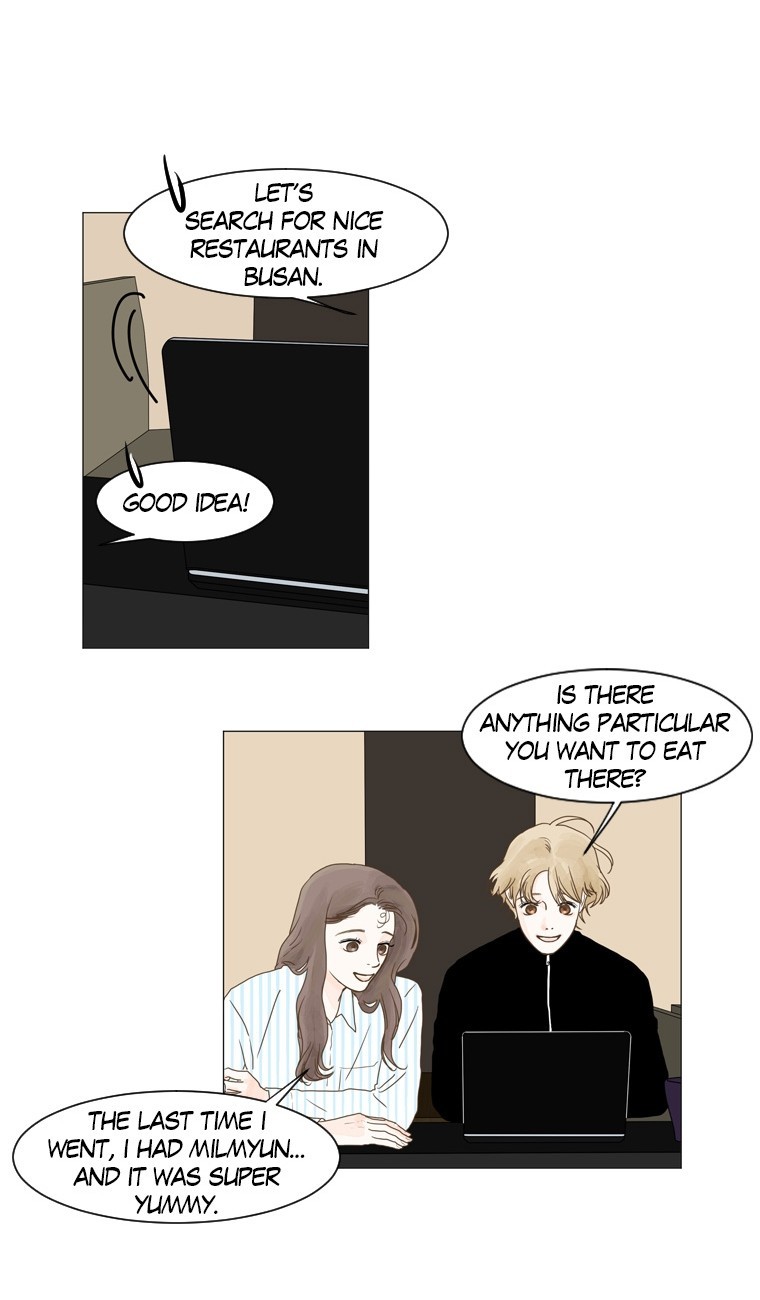 LET'S
SEARCH FOR NICE
RESTAURANTS IN
BUSAN.
GOOD IDEA!
IS THERE
ANYTHING PARTICULAR
YOU WANT TO EAT
THERE?
THE LAST TIME I
WENT, I HAD MILMYUN...
AND IT WAS SUPER
YUMMY.